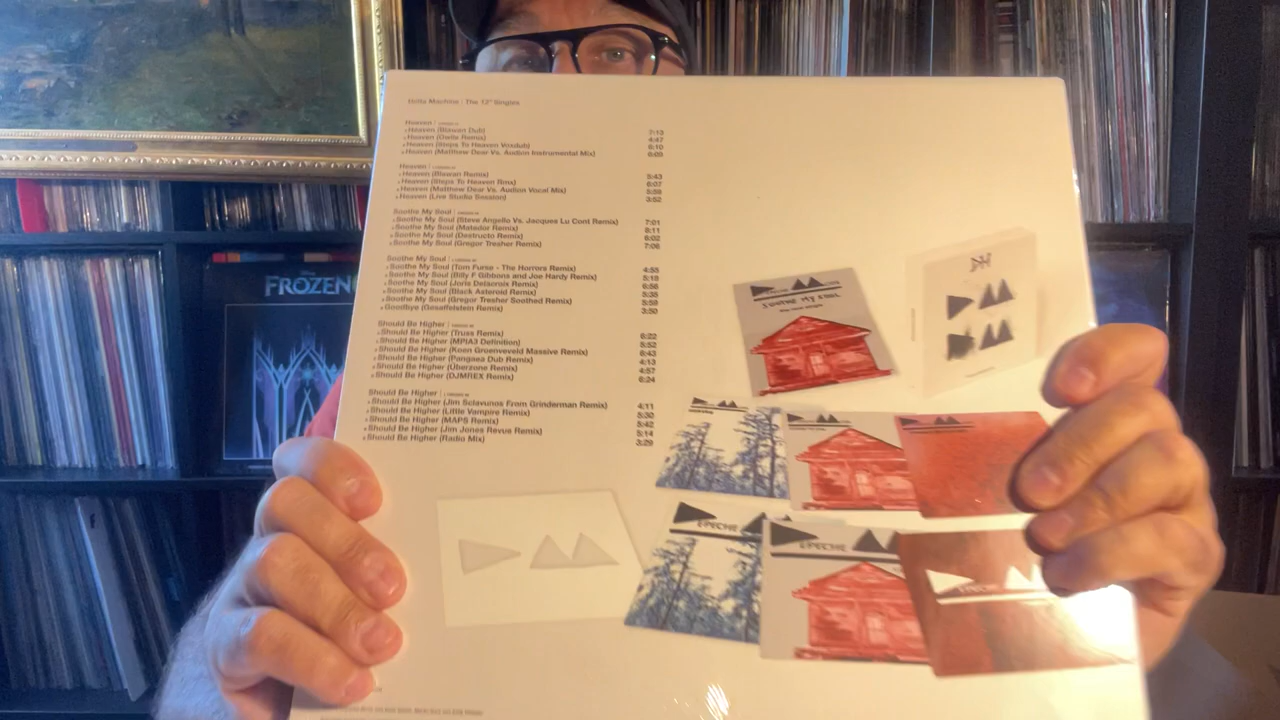 Delta Machine | The 12" Singles
Heaven |
Heaven (Blawan Dub) 7:13
Heaven (Owlle Remix) 4:47
Heaven (Steps To Heaven Voxdub) 6:10
Heaven (Matthew Dear Vs. Audion Instrumental Mix) 6:03
Heaven |
Heaven (Blawan Remix) 5:43
Heaven (Steps To Heaven Rmx) 6:07
Heaven (Matthew Dear Vs. Audion Vocal Mix) 5:58
Heaven (Live Studio Session) 3:52
Soothe My Soul |
Soothe My Soul (Steve Angello Vs. Jacques Lu Cont Remix) 7:01
Soothe My Soul (Matador Remix) 8:11
Soothe My Soul (Destructo Remix) 6:02
Soothe My Soul (Gregor Tresher Remix) 7:06
Soothe My Soul |
Soothe My Soul (Tom Furse - The Horrors Remix) 4:53
Soothe My Soul (Billy F Gibbons and Joe Hardy Remix) 5:18
Soothe My Soul (Joris Delacroix Remix) 6:56
Soothe My Soul (Black Asteroid Remix) 5:35
Soothe My Soul (Gregor Tresher Soothed Remix) 5:59
Goodbye (Gesaffelstein Remix) 3:50
Should Be Higher |
Should Be Higher (Truss Remix) 6:22
Should Be Higher (MPIA3 Definition) 5:52
Should Be Higher (Koen Groeneveld Massive Remix) 6:43
Should Be Higher (Pangaea Dub Remix) 4:13
Should Be Higher (Überzone Remix) 4:57
Should Be Higher (DJMREX Remix) 6:24
Should Be Higher |
Should Be Higher (Jim Sclavunos From Grinderman Remix) 4:11
Should Be Higher (Little Vampire Remix) 5:30
Should Be Higher (MAPS Remix) 5:42
Should Be Higher (Jim Jones Revue Remix) 5:14
Should Be Higher (Radio Mix) 3:29
SOOTHE MY SOUL
EPECHE
EPECHE
Disney
FROZEN